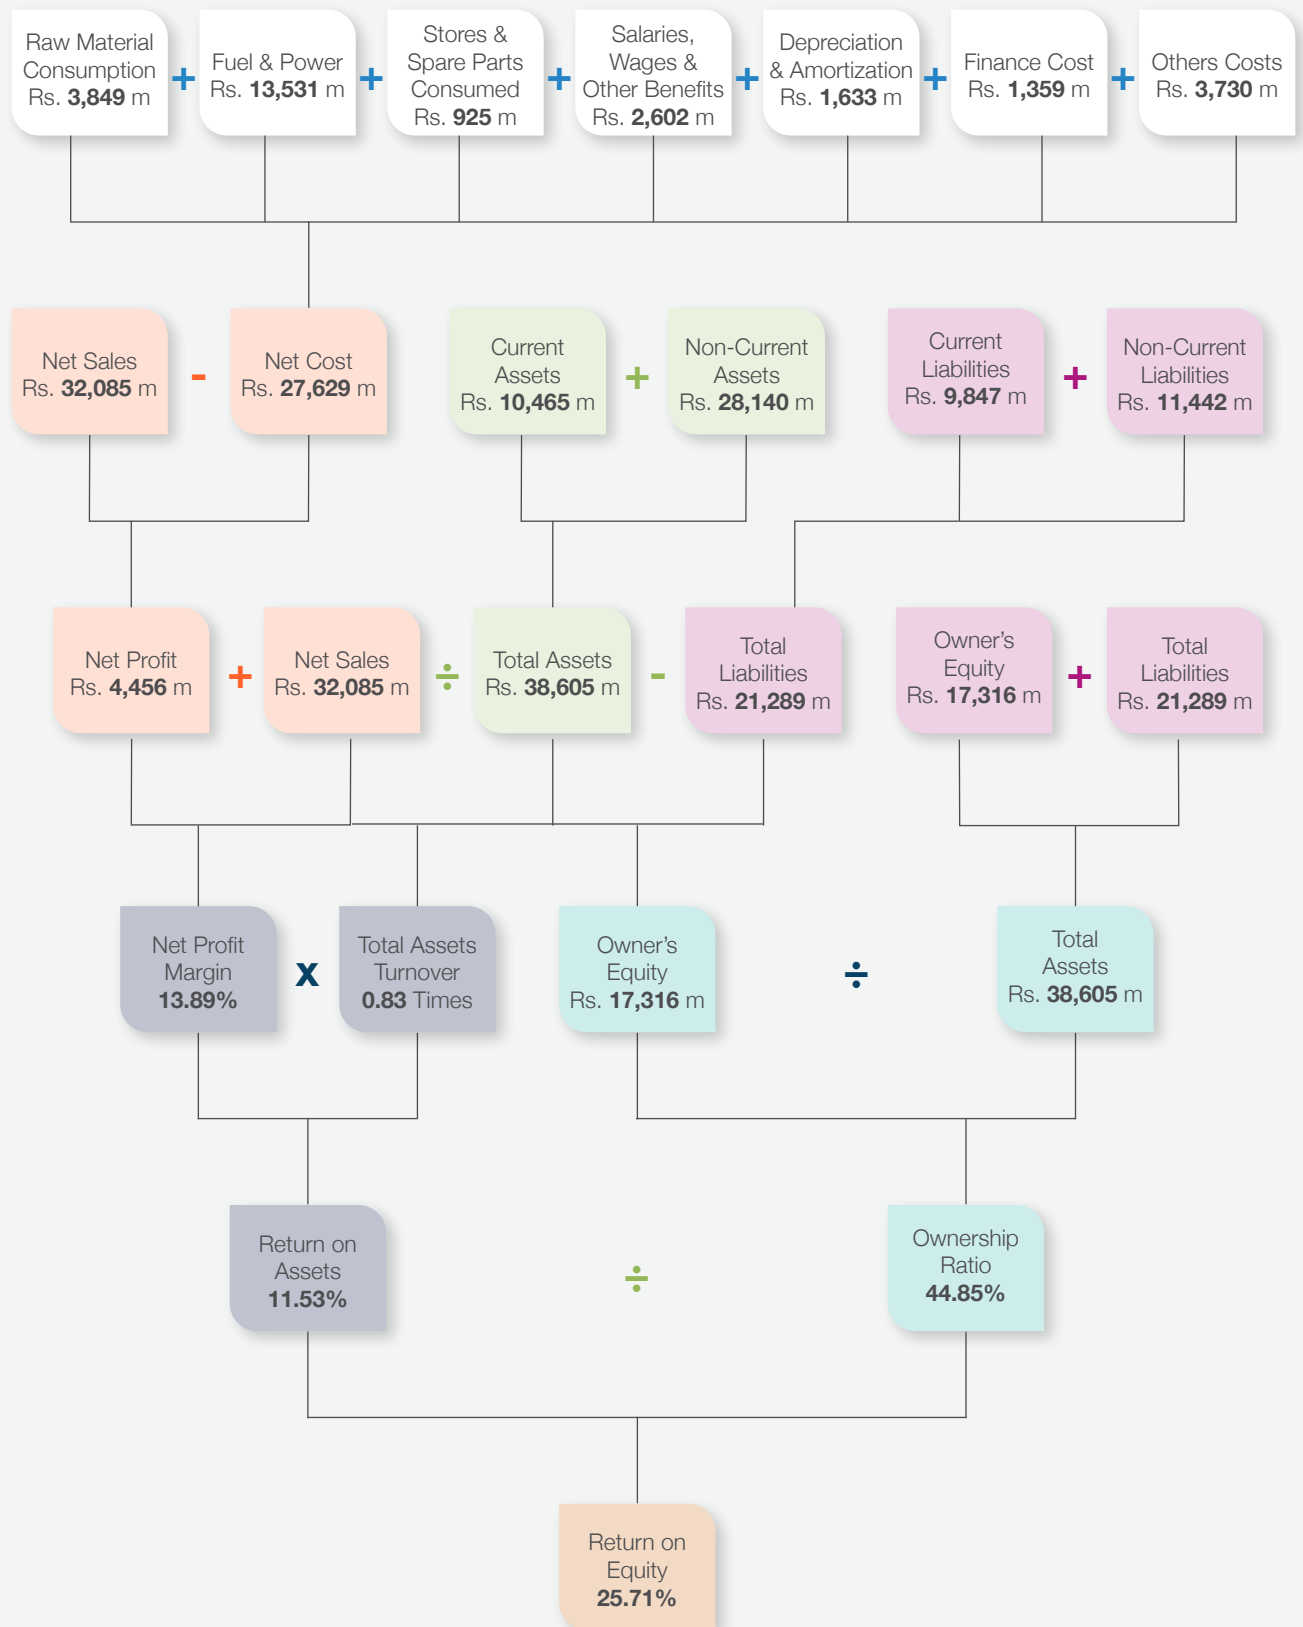 Raw Material
Consumption
Rs. 3,849 m
+
Fuel & Power
Rs. 13,531 m
+
Stores &
Spare Parts
Consumed
Rs. 925 m
+
Salaries,
Wages &
Other Benefits
Rs. 2,602 m
+
Depreciation
& Amortization
Rs. 1,633 m
+
Finance Cost
Rs. 1,359 m
+
Others Costs
Rs. 3,730 m
Net Sales
Rs. 32,085 m
-
Net Cost
Rs. 27,629 m
Current
Assets
Rs. 10,465 m
+
Non-Current
Assets
Rs. 28,140 m
Current
Liabilities
Rs. 9,847 m
+
Non-Current
Liabilities
Rs. 11,442 m
Net Profit
Rs. 4,456 m
+
Net Sales
Rs. 32,085 m
÷
Total Assets
Rs. 38,605 m
-
Total
Liabilities
Rs. 21,289 m
Owner's
Equity
Rs. 17,316 m
+
Total
Liabilities
Rs. 21,289 m
Net Profit
Margin
13.89%
x
Total Assets
Turnover
0.83 Times
Owner's
Equity
Rs. 17,316 m
÷
Total
Assets
Rs. 38,605 m
Return on
Assets
11.53%
÷
Ownership
Ratio
44.85%
Return on
Equity
25.71%